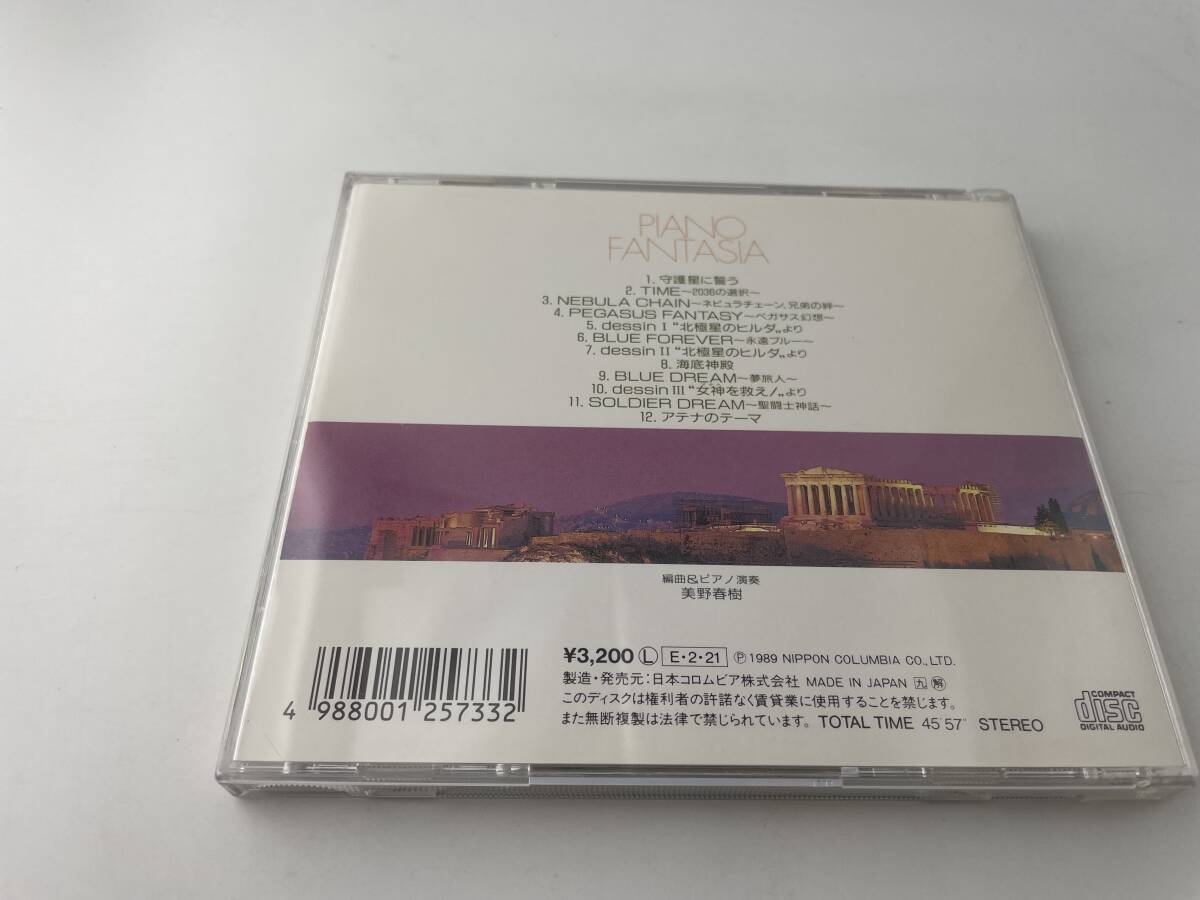 PIANO
FANTASIA
1. 守護星に誓う
2. TIME～2036の選択～
3. NEBULA CHAIN～ネビュラチェーン、兄弟の絆～
4. PEGASUS FANTASY～ペガサス幻想～
5. dessin I “北極星のヒルダ„より
6. BLUE FOREVER～永遠ブルー～
7. dessin II “北極星のヒルダ„より
8. 海底神殿
9. BLUE DREAM～夢旅人～
10. dessin III “女神を救え!„より
11. SOLDIER DREAM～聖闘士神話～
12. アテナのテーマ
編曲&ピアノ演奏
美野春樹
¥3,200 Ⓛ E・2・21 Ⓟ 1989 NIPPON COLUMBIA CO., LTD.
製造・発売元:日本コロムビア株式会社 MADE IN JAPAN 九 解
このディスクは権利者の許諾なく賃貸業に使用することを禁じます。
また無断複製は法律で禁じられています。 TOTAL TIME 45'57" STEREO
4 988001 257332
COMPACT
disc
DIGITAL AUDIO